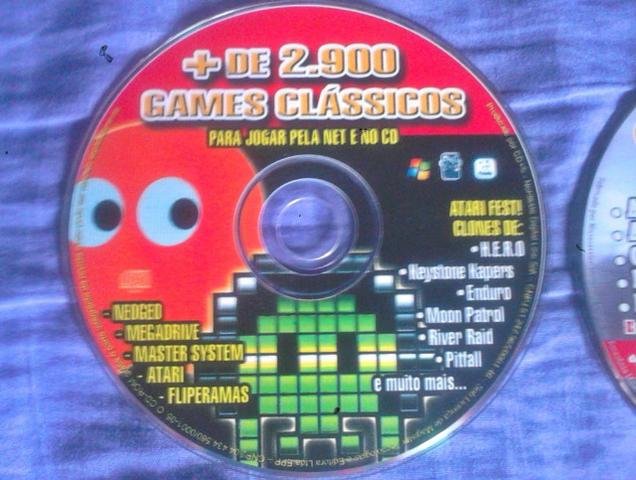 + DE 2.900
GAMES CLÁSSICOS
PARA JOGAR PELA NET E NO CD
ATARI FEST!
CLONES DE:
• H.E.R.O
• Keystone Kapers
• Enduro
• Moon Patrol
• River Raid
• Pitfall
e muito mais...
- NEOGEO
- MEGADRIVE
- MASTER SYSTEM
- ATARI
- FLIPERAMAS